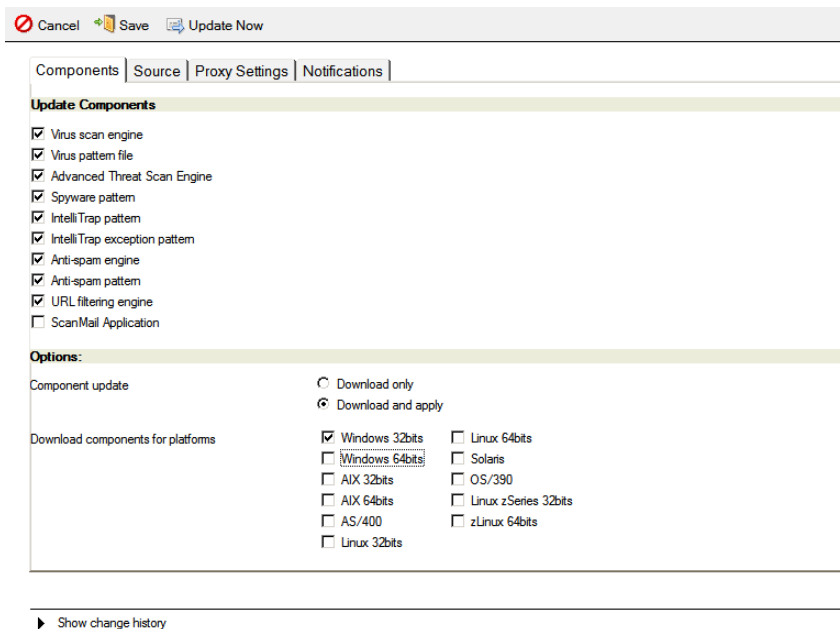 Cancel Save Update Now
Components Source Proxy Settings Notifications
Update Components
Virus scan engine
Virus pattern file
Advanced Threat Scan Engine
Spyware pattern
IntelliTrap pattern
IntelliTrap exception pattern
Anti-spam engine
Anti-spam pattern
URL filtering engine
ScanMail Application
Options:
Component update
Download only
Download and apply
Download components for platforms
Windows 32bits Linux 64bits
Windows 64bits Solaris
AIX 32bits OS/390
AIX 64bits Linux zSeries 32bits
AS/400 zLinux 64bits
Linux 32bits
Show change history